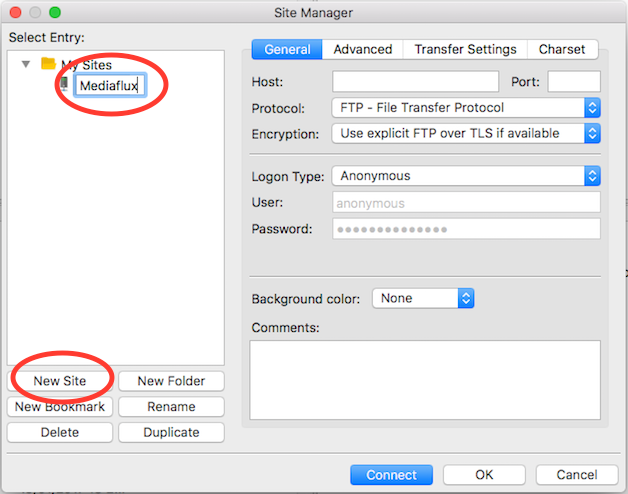 Site Manager
Select Entry:
My Sites
Mediaflux
New Site
New Folder
New Bookmark
Rename
Delete
Duplicate
General
Advanced
Transfer Settings
Charset
Host:
Port:
Protocol:
FTP - File Transfer Protocol
Encryption:
Use explicit FTP over TLS if available
Logon Type:
Anonymous
User:
anonymous
Password:
●●●●●●●●●●●●●●
Background color:
None
Comments:
Connect
OK
Cancel